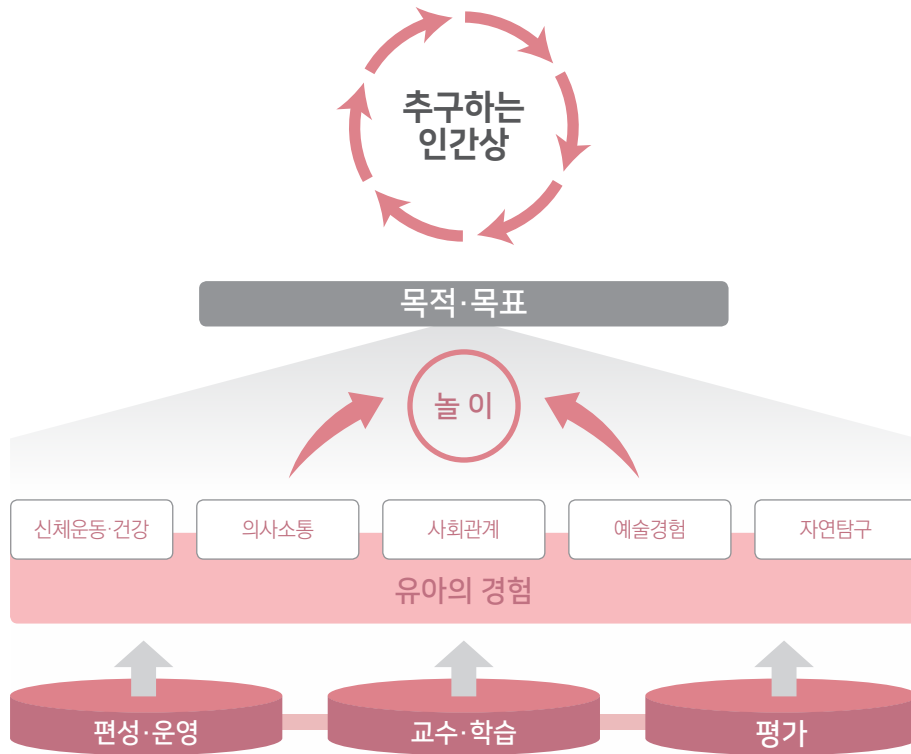 추구하는
인간상
목적·목표
놀 이
신체운동·건강
의사소통
사회관계
예술경험
자연탐구
유아의 경험
편성·운영
교수·학습
평가